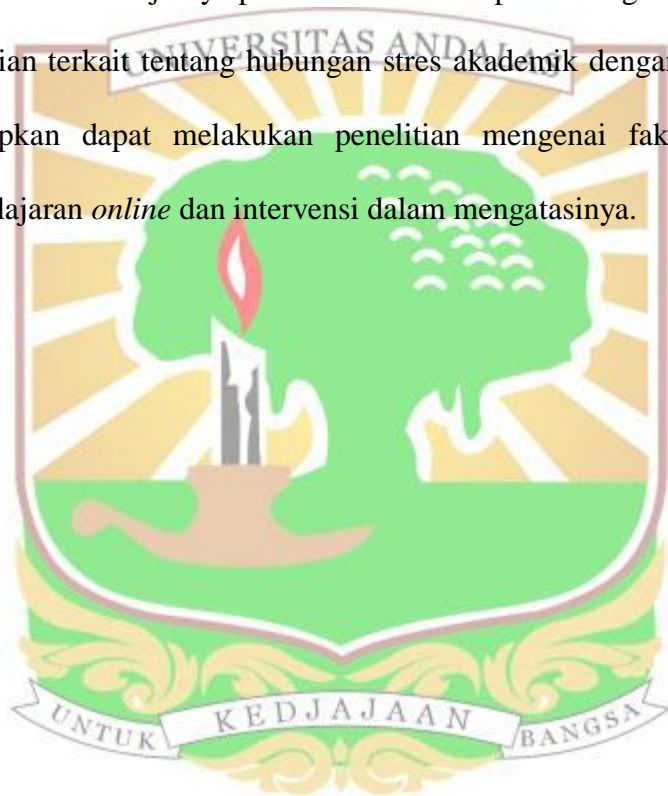 UNIVERSITAS ANDALAS
ian terkait tentang hubungan stres akademik dengan
pkan dapat melakukan penelitian mengenai fak
lajaran online dan intervensi dalam mengatasinya.
UNTUK KEDJAJAAN BANGSA